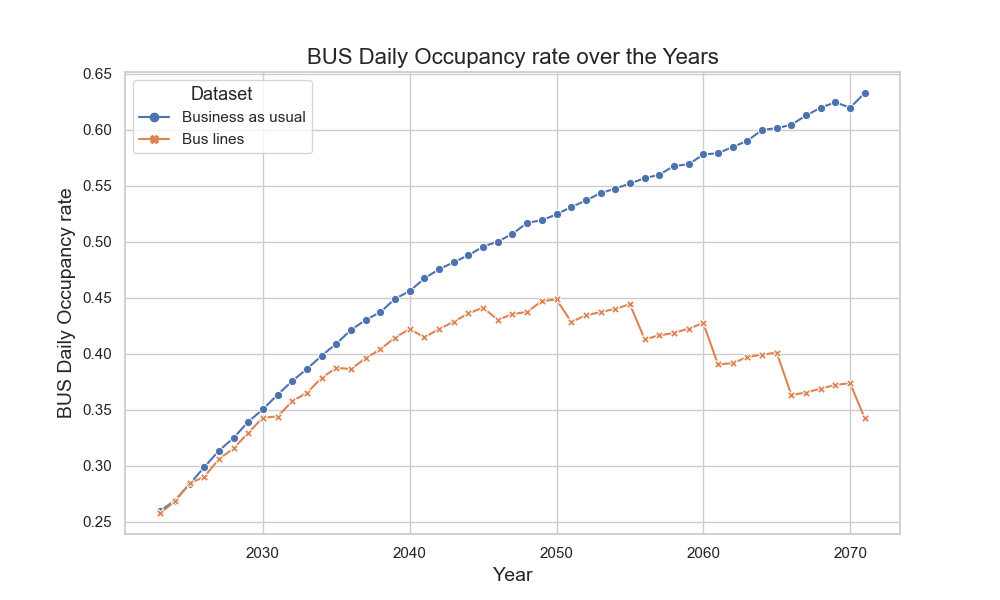 BUS Daily Occupancy rate over the Years
Dataset
Business as usual
Bus lines
BUS Daily Occupancy rate
0.65
0.60
0.55
0.50
0.45
0.40
0.35
0.30
0.25
2030
2040
2050
2060
2070
Year